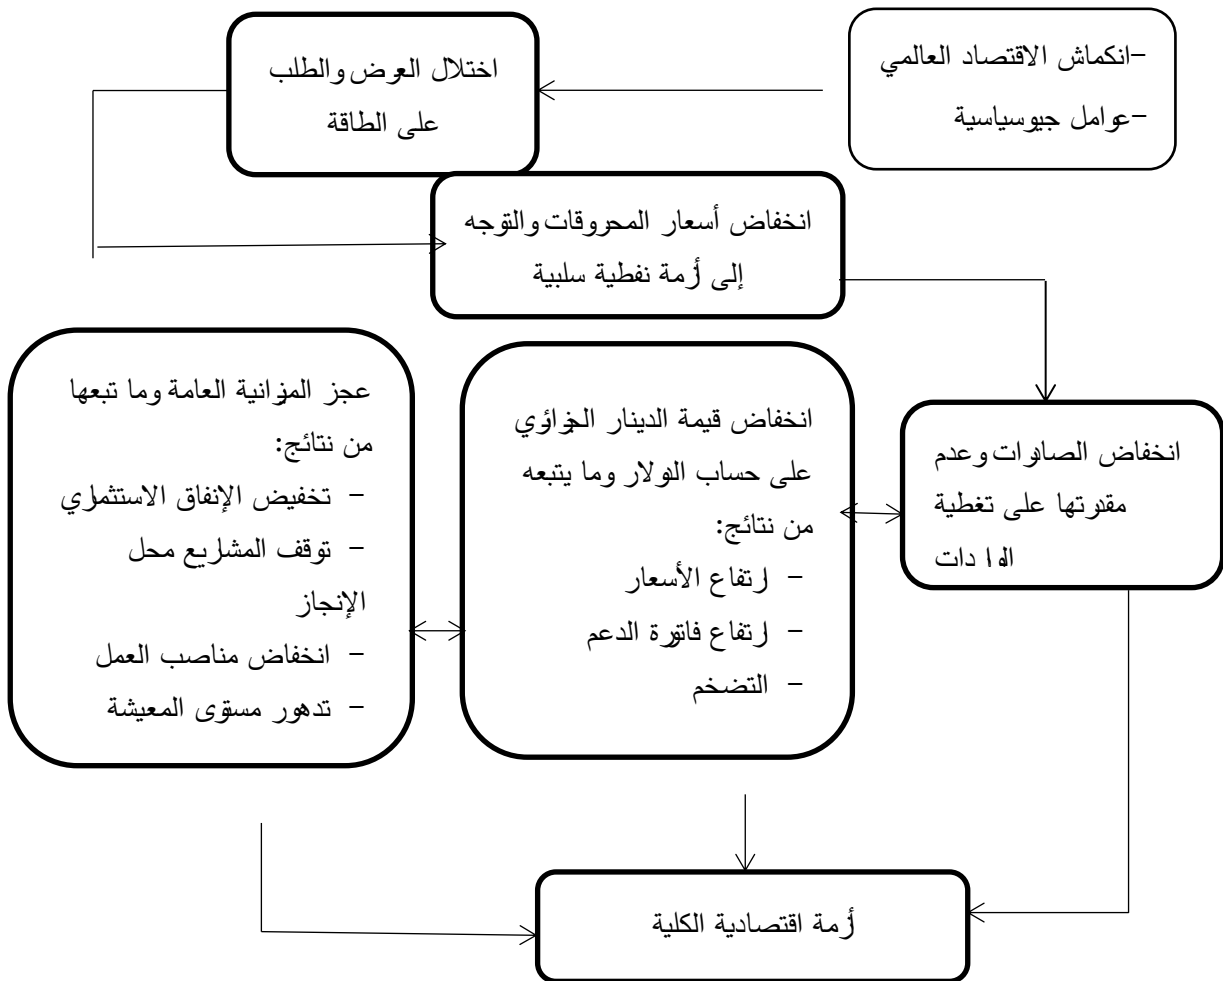 -انكماش الاقتصاد العالمي
-عوامل جيوسياسية
اختلال العرض والطلب
على الطاقة
انخفاض أسعار المحروقات والتوجه
إلى أزمة نفطية سلبية
انخفاض الصادرات وعدم
مقدرتها على تغطية
الواردات
انخفاض قيمة الدينار الجزائري
على حساب الدولار وما يتبعه
من نتائج:
- ارتفاع الأسعار
- ارتفاع فاتورة الدعم
- التضخم
عجز الميزانية العامة وما تبعها
من نتائج:
- تخفيض الإنفاق الاستثماري
- توقف المشاريع محل
الإنجاز
- انخفاض مناصب العمل
- تدهور مستوى المعيشة
أزمة اقتصادية الكلية